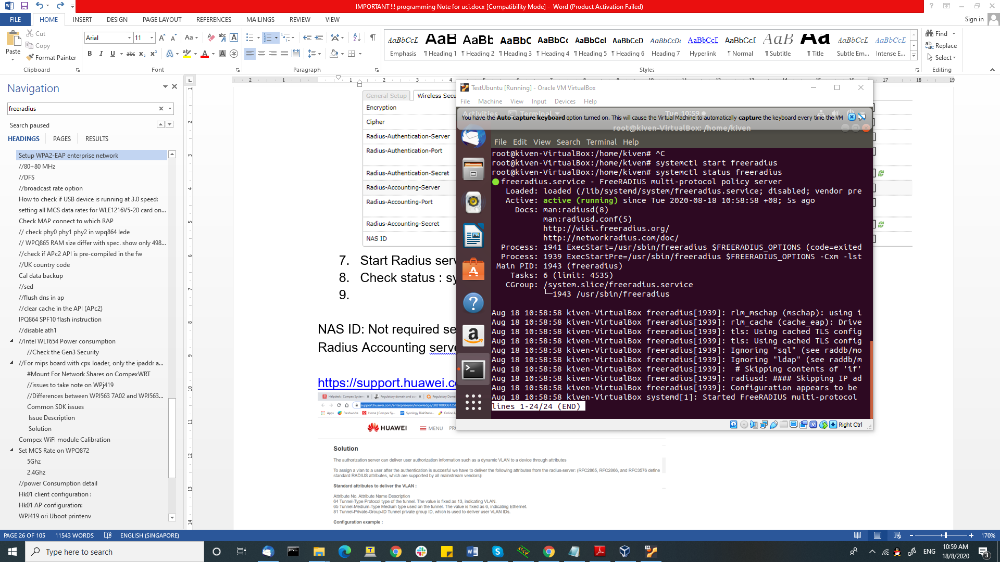 IMPORTANT !!! programming Note for uci.docx [Compatibility Mode] - Word (Product Activation Failed)
FILE HOME INSERT DESIGN PAGE LAYOUT REFERENCES MAILINGS REVIEW VIEW Sign in
Paste Cut Copy Format Painter
Arial 11
AaBbCcL AaB AaBb AaBbC AaBbCc AaBbCcI AaBbCcD AaBbCcDc AaBbCcI AaBbCcI AaB Aa AaBbCcL AaBbCcL
Emphasis ¶ Heading 1 ¶ Heading 2 ¶ Heading 3 ¶ Heading 4 ¶ Heading 5 ¶ Heading 6 Heading 7 Hyperlink ¶ Normal ¶ Subtitle ¶ Title Subtle Em... Intense E...
Find
Replace
Select
Clipboard Font Paragraph Styles Editing
Navigation
freeradius
Search paused
HEADINGS PAGES RESULTS
Setup WPA2-EAP enterprise network
//80+80 MHz
//DFS
//broadcast rate option
How to check if USB device is running at 3.0 speed:
setting all MCS data rates for WLE1216V5-20 card on...
Check MAP connect to which RAP
// check phy0 phy1 phy2 in wpq864 lede
// WPQ865 RAM size differ with spec. show only 498...
//check if APc2 API is pre-compiled in the fw
//UK country code
Cal data backup
//sed
//flush dns in ap
//clear cache in the API (APc2)
IPQ864 SPF10 flash instruction
//disable ath1
//Intel WLT654 Power consumption
//Check the Gen3 Security
//For mips board with cpx loader, only the ipaddr a...
#Mount For Network Shares on CompexWRT
//issues to take note on WPj419
//Differences between WPJ563 7A02 and WPJ563...
Common SDK issues
Issue Description
Solution
Compex WiFI module Calibration
Set MCS Rate on WPQ872
5Ghz
2.4Ghz
//power Consumption detail
Hk01 client configuration :
Hk01 AP configuration:
WPJ419 ori Uboot printenv
General Setup Wireless Secu
Encryption
Cipher
Radius-Authentication-Server
Radius-Authentication-Port
Radius-Authentication-Secret
Radius-Accounting-Server
Radius-Accounting-Port
Radius-Accounting-Secret
NAS ID
7. Start Radius serv
8. Check status : sy
9.
NAS ID: Not required se
Radius Accounting serve
https://support.huawei.c
support.huawei.com/enterprise/en/knowledge/EKB1000061256
HUAWEI MENU PR
Solution
The authorization server can deliver user authorization information such as a dynamic VLAN to a device through attributes
To assign a vlan to a user after the authentication is succesful we have to deliver the following attributes from the radius-server: (RFC2865, RFC2866, and RFC3576 define
standard RADIUS attributes, which are supported by all mainstream vendors):
Standard attributes to deliver the VLAN :
Attribute No. Attribute Name Description
64 Tunnel-Type Protocol type of the tunnel. The value is fixed as 13, indicating VLAN.
65 Tunnel-Medium-Type Medium type used on the tunnel. The value is fixed as 6, indicating Ethernet.
81 Tunnel-Private-Group-ID Tunnel private group ID, which is used to deliver user VLAN IDs.
Configuration example :
TestUbuntu [Running] - Oracle VM VirtualBox
File Machine View Input Devices Help
Activities Terminal Tue 10:59
You have the Auto capture keyboard option turned on. This will cause the Virtual Machine to automatically capture the keyboard every time the VM
root@kiven-VirtualBox: /home/kiven
File Edit View Search Terminal Help
root@kiven-VirtualBox:/home/kiven# ^C
root@kiven-VirtualBox:/home/kiven# systemctl start freeradius
root@kiven-VirtualBox:/home/kiven# systemctl status freeradius
● freeradius.service - FreeRADIUS multi-protocol policy server
Loaded: loaded (/lib/systemd/system/freeradius.service; disabled; vendor pre
Active: active (running) since Tue 2020-08-18 10:58:58 +08; 5s ago
Docs: man:radiusd(8)
man:radiusd.conf(5)
http://wiki.freeradius.org/
http://networkradius.com/doc/
Process: 1941 ExecStart=/usr/sbin/freeradius $FREERADIUS_OPTIONS (code=exited
Process: 1939 ExecStartPre=/usr/sbin/freeradius $FREERADIUS_OPTIONS -Cxm -lst
Main PID: 1943 (freeradius)
Tasks: 6 (limit: 4535)
CGroup: /system.slice/freeradius.service
└─1943 /usr/sbin/freeradius
Aug 18 10:58:58 kiven-VirtualBox freeradius[1939]: rlm_mschap (mschap): using i
Aug 18 10:58:58 kiven-VirtualBox freeradius[1939]: rlm_cache (cache_eap): Drive
Aug 18 10:58:58 kiven-VirtualBox freeradius[1939]: tls: Using cached TLS config
Aug 18 10:58:58 kiven-VirtualBox freeradius[1939]: tls: Using cached TLS config
Aug 18 10:58:58 kiven-VirtualBox freeradius[1939]: Ignoring "sql" (see raddb/mo
Aug 18 10:58:58 kiven-VirtualBox freeradius[1939]: Ignoring "ldap" (see raddb/m
Aug 18 10:58:58 kiven-VirtualBox freeradius[1939]: # Skipping contents of 'if'
Aug 18 10:58:58 kiven-VirtualBox freeradius[1939]: radiusd: #### Skipping IP ad
Aug 18 10:58:58 kiven-VirtualBox freeradius[1939]: Configuration appears to be
Aug 18 10:58:58 kiven-VirtualBox systemd[1]: Started FreeRADIUS multi-protocol
lines 1-24/24 (END)
Right Ctrl
PAGE 26 OF 105 11543 WORDS ENGLISH (SINGAPORE) 170%
Type here to search
ENG
10:59 AM
18/8/2020
3